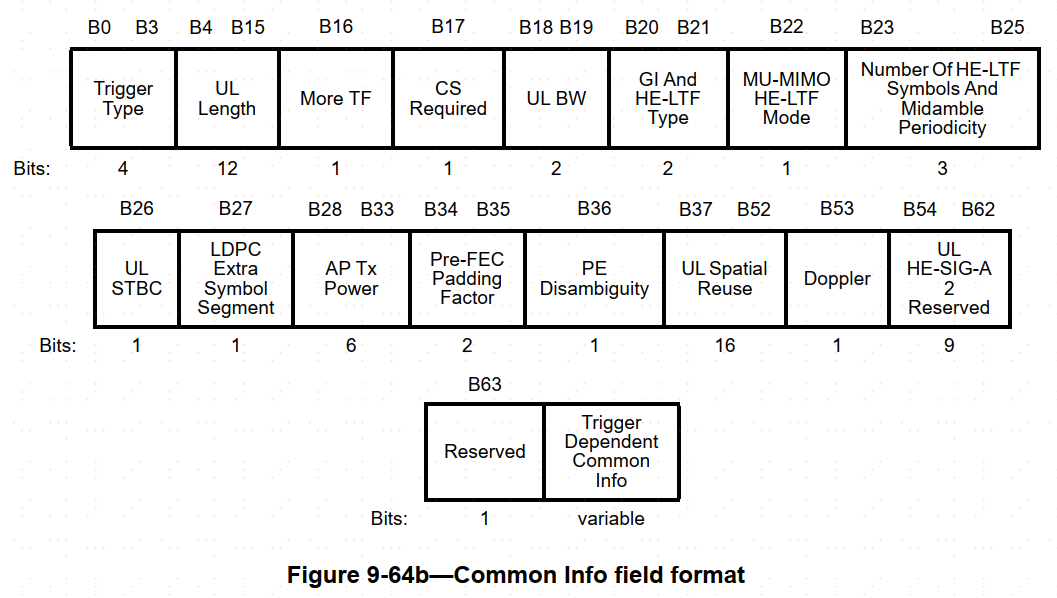 B0 B3 B4 B15 B16 B17 B18 B19 B20 B21 B22 B23 B25
Trigger
Type
UL
Length
More TF
CS
Required
UL BW
GI And
HE-LTF
Type
MU-MIMO
HE-LTF
Mode
Number Of HE-LTF
Symbols And
Midamble
Periodicity
Bits: 4 12 1 1 2 2 1 3
B26 B27 B28 B33 B34 B35 B36 B37 B52 B53 B54 B62
UL
STBC
LDPC
Extra
Symbol
Segment
AP Tx
Power
Pre-FEC
Padding
Factor
PE
Disambiguity
UL Spatial
Reuse
Doppler
UL
HE-SIG-A
2
Reserved
Bits: 1 1 6 2 1 16 1 9
B63
Reserved
Trigger
Dependent
Common
Info
Bits: 1 variable
Figure 9-64b—Common Info field format